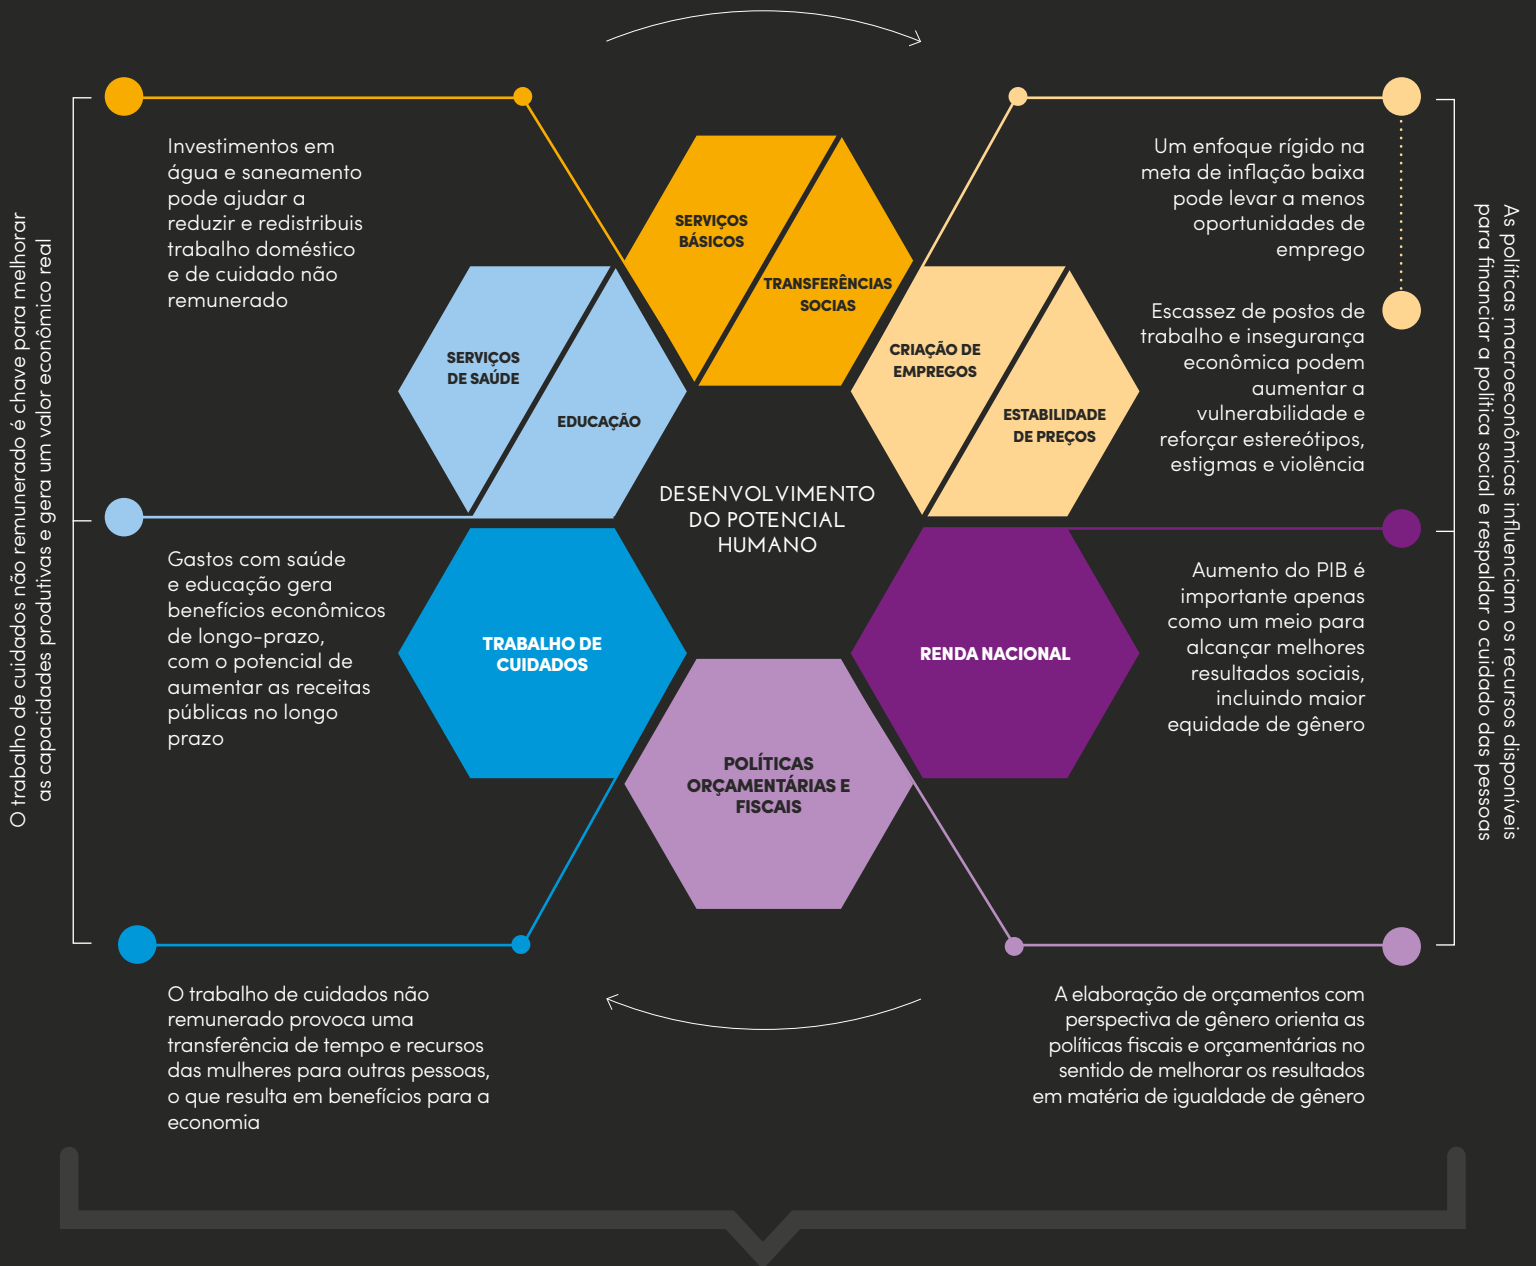 O trabalho de cuidados não remunerado é chave para melhorar
as capacidades produtivas e gera um valor econômico real
Investimentos em
água e saneamento
pode ajudar a
reduzir e redistribuis
trabalho doméstico
e de cuidado não
remunerado
Gastos com saúde
e educação gera
benefícios econômicos
de longo-prazo,
com o potencial de
aumentar as receitas
públicas no longo
prazo
O trabalho de cuidados não
remunerado provoca uma
transferência de tempo e recursos
das mulheres para outras pessoas,
o que resulta em benefícios para a
economia
SERVIÇOS
BÁSICOS
TRANSFERÊNCIAS
SOCIAS
SERVIÇOS
DE SAÚDE
EDUCAÇÃO
CRIAÇÃO DE
EMPREGOS
ESTABILIDADE
DE PREÇOS
DESENVOLVIMENTO
DO POTENCIAL
HUMANO
TRABALHO DE
CUIDADOS
RENDA NACIONAL
POLÍTICAS
ORÇAMENTÁRIAS E
FISCAIS
Um enfoque rígido na
meta de inflação baixa
pode levar a menos
oportunidades de
emprego
Escassez de postos de
trabalho e insegurança
econômica podem
aumentar a
vulnerabilidade e
reforçar estereótipos,
estigmas e violência
Aumento do PIB é
importante apenas
como um meio para
alcançar melhores
resultados sociais,
incluindo maior
equidade de gênero
A elaboração de orçamentos com
perspectiva de gênero orienta as
políticas fiscais e orçamentárias no
sentido de melhorar os resultados
em matéria de igualdade de gênero
As políticas macroeconômicas influenciam os recursos disponíveis
para financiar a política social e respaldar o cuidado das pessoas